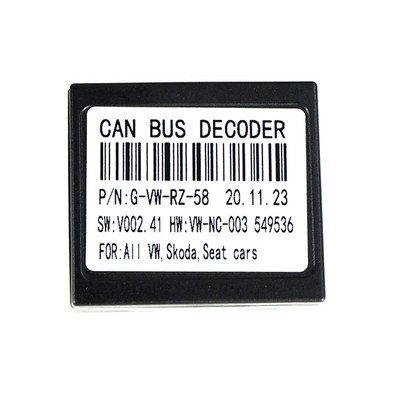 CAN BUS DECODER
P/N:G-VW-RZ-58 20.11.23
SW:V002.41 HW:VW-NC-003 549536
FOR:All VW,Skoda,Seat cars